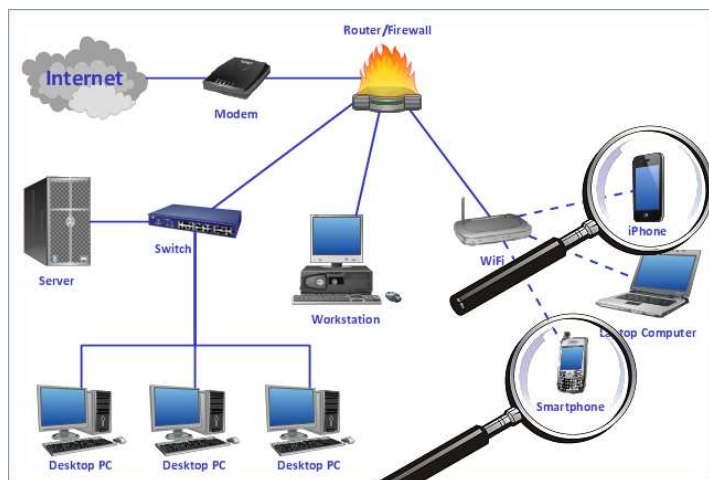 Router/Firewall
Internet
Modem
iPhone
Switch
WiFi
Server
Workstation
Laptop Computer
Smartphone
Desktop PC
Desktop PC
Desktop PC